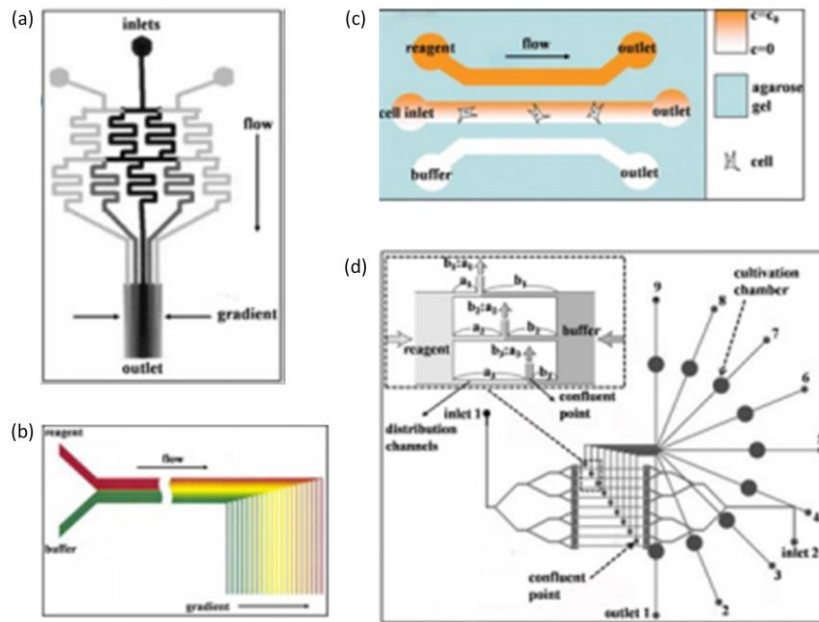 (a)
inlets
flow
gradient
outlet
(b)
reagent
flow
buffer
gradient
(c)
reagent
flow
outlet
cell inlet
outlet
buffer
outlet
c=c₀
c=0
agarose
gel
cell
(d)
b₁:a₁
a₁ b₁
b₂:a₂
a₂ b₂
reagent
buffer
b₃:a₃
a₃ b₃
distribution
channels
confluent
point
inlet 1
cultivation
chamber
9
8
7
6
4
3
2
inlet 2
confluent
point
outlet 1